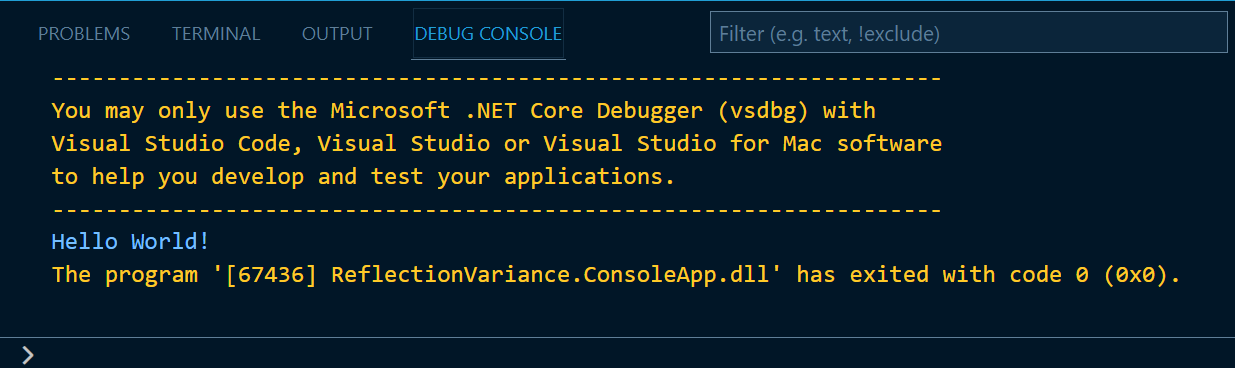 PROBLEMS TERMINAL OUTPUT DEBUG CONSOLE Filter (e.g. text, !exclude)
-------------------------------------------------------------------
You may only use the Microsoft .NET Core Debugger (vsdbg) with
Visual Studio Code, Visual Studio or Visual Studio for Mac software
to help you develop and test your applications.
-------------------------------------------------------------------
Hello World!
The program '[67436] ReflectionVariance.ConsoleApp.dll' has exited with code 0 (0x0).